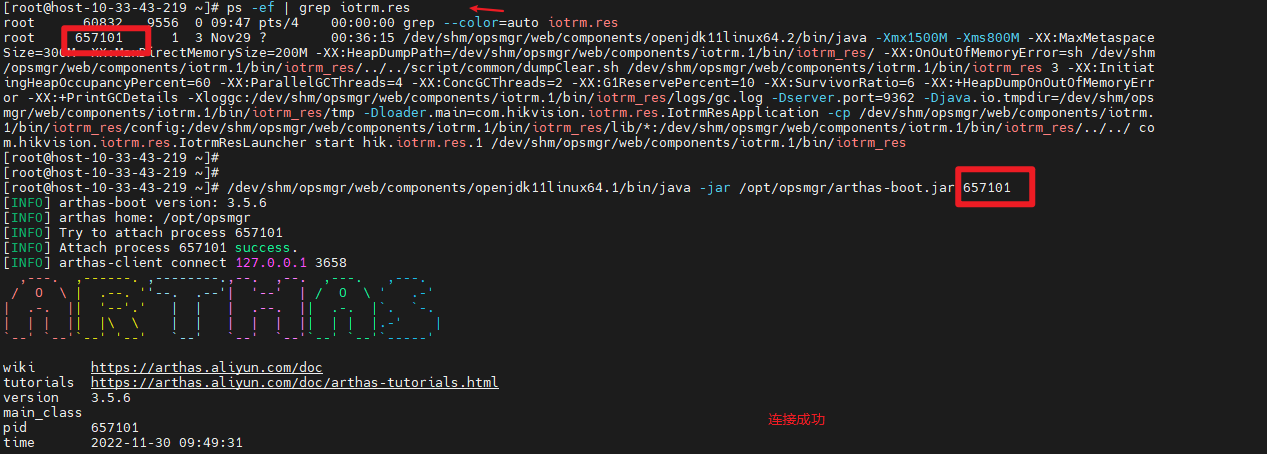 [root@host-10-33-43-219 ~]# ps -ef | grep iotrm.res
root 60832 9556 0 09:47 pts/4 00:00:00 grep --color=auto iotrm.res
root 657101 1 3 Nov29 ? 00:36:15 /dev/shm/opsmgr/web/components/openjdk11linux64.2/bin/java -Xmx1500M -Xms800M -XX:MaxMetaspace
Size=300M -XX:MaxDirectMemorySize=200M -XX:HeapDumpPath=/dev/shm/opsmgr/web/components/iotrm.1/bin/iotrm_res/ -XX:OnOutOfMemoryError=sh /dev/shm
/opsmgr/web/components/iotrm.1/bin/iotrm_res/../../script/common/dumpClear.sh /dev/shm/opsmgr/web/components/iotrm.1/bin/iotrm_res 3 -XX:Initiat
ingHeapOccupancyPercent=60 -XX:ParallelGCThreads=4 -XX:ConcGCThreads=2 -XX:G1ReservePercent=10 -XX:SurvivorRatio=6 -XX:+HeapDumpOnOutOfMemoryErr
or -XX:+PrintGCDetails -Xloggc:/dev/shm/opsmgr/web/components/iotrm.1/bin/iotrm_res/logs/gc.log -Dserver.port=9362 -Djava.io.tmpdir=/dev/shm/ops
mgr/web/components/iotrm.1/bin/iotrm_res/tmp -Dloader.main=com.hikvision.iotrm.res.IotrmResApplication -cp /dev/shm/opsmgr/web/components/iotrm.
1/bin/iotrm_res/config:/dev/shm/opsmgr/web/components/iotrm.1/bin/iotrm_res/lib/*:/dev/shm/opsmgr/web/components/iotrm.1/bin/iotrm_res/../../ co
m.hikvision.iotrm.res.IotrmResLauncher start hik.iotrm.res.1 /dev/shm/opsmgr/web/components/iotrm.1/bin/iotrm_res
[root@host-10-33-43-219 ~]#
[root@host-10-33-43-219 ~]#
[root@host-10-33-43-219 ~]# /dev/shm/opsmgr/web/components/openjdk11linux64.1/bin/java -jar /opt/opsmgr/arthas-boot.jar 657101
[INFO] arthas-boot version: 3.5.6
[INFO] arthas home: /opt/opsmgr
[INFO] Try to attach process 657101
[INFO] Attach process 657101 success.
[INFO] arthas-client connect 127.0.0.1 3658
ARTHAS
wiki https://arthas.aliyun.com/doc
tutorials https://arthas.aliyun.com/doc/arthas-tutorials.html
version 3.5.6
main_class
pid 657101
time 2022-11-30 09:49:31
连接成功